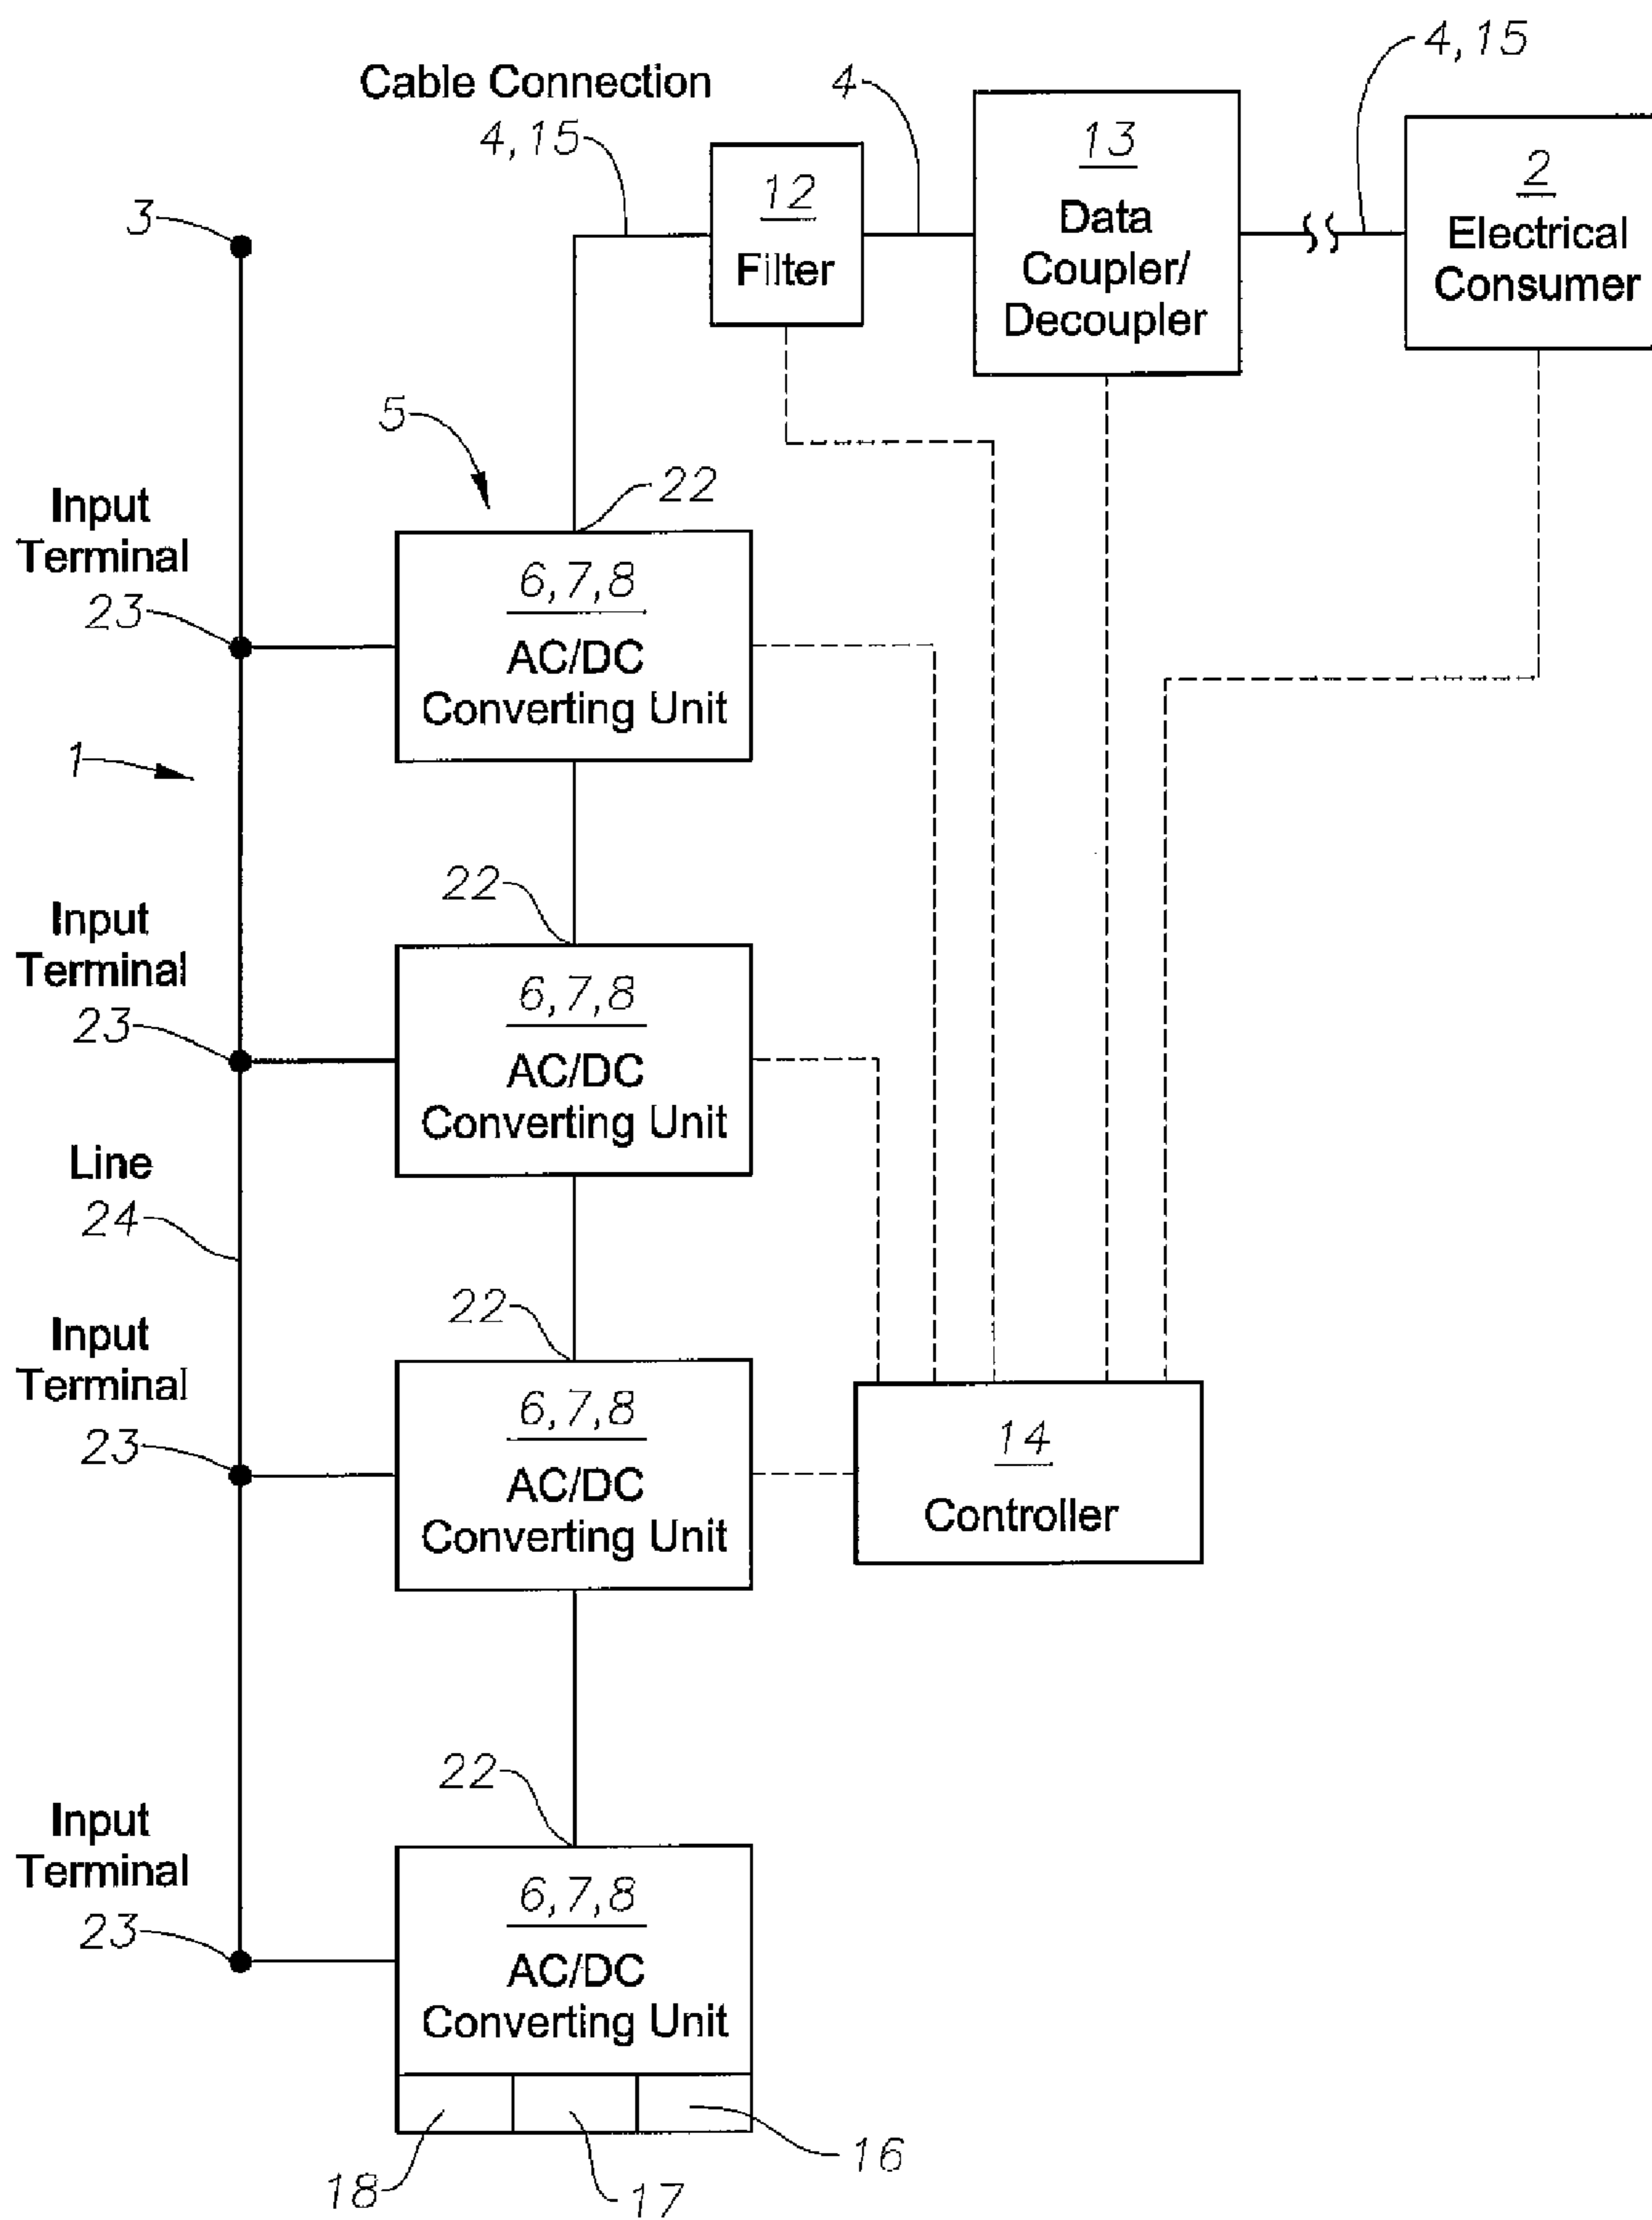 4,15
Cable Connection
4,15
4
13
Data
Coupler/
Decoupler
2
Electrical
Consumer
12
Filter
3
5
22
Input
Terminal
23
6,7,8
AC/DC
Converting Unit
1
22
Input
Terminal
23
6,7,8
AC/DC
Converting Unit
Line
24
22
Input
Terminal
23
6,7,8
AC/DC
Converting Unit
14
Controller
22
Input
Terminal
23
6,7,8
AC/DC
Converting Unit
18
17
16